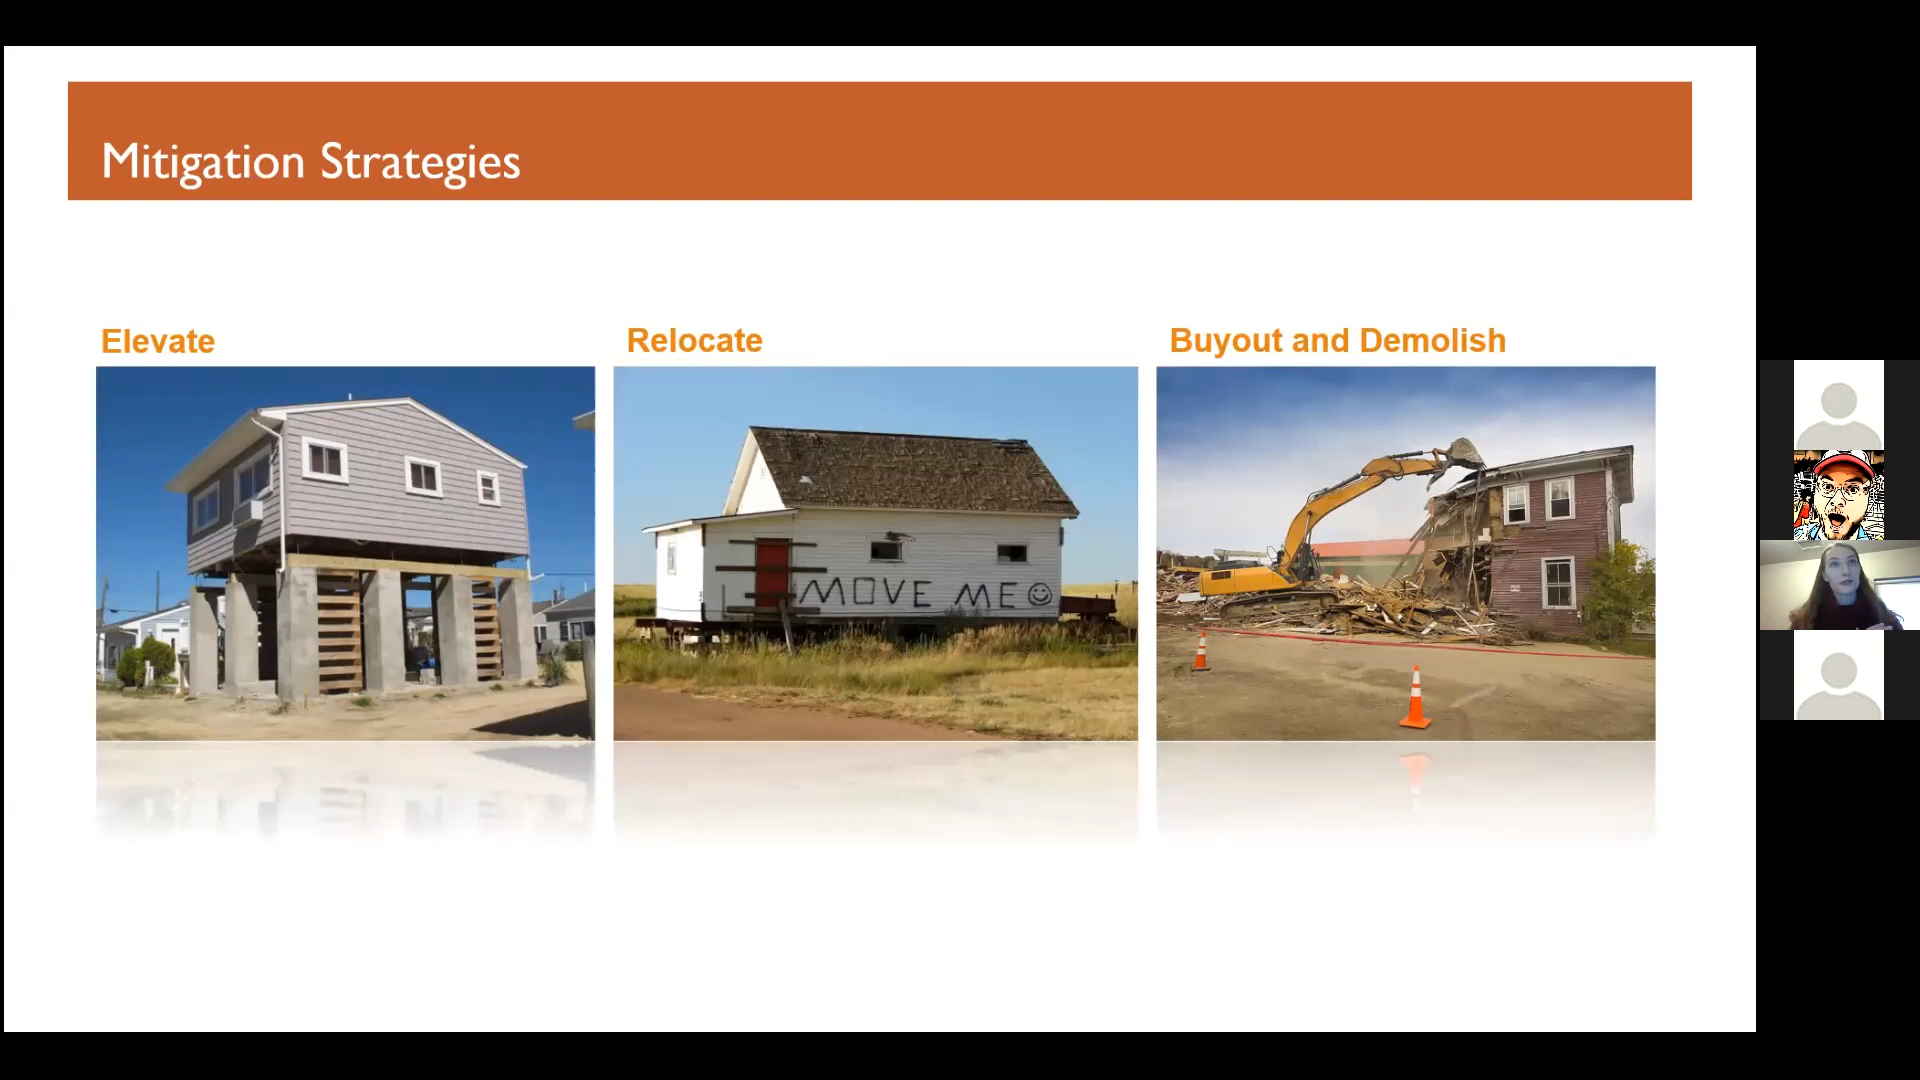 Mitigation Strategies
Elevate
Relocate
Buyout and Demolish
MOVE ME